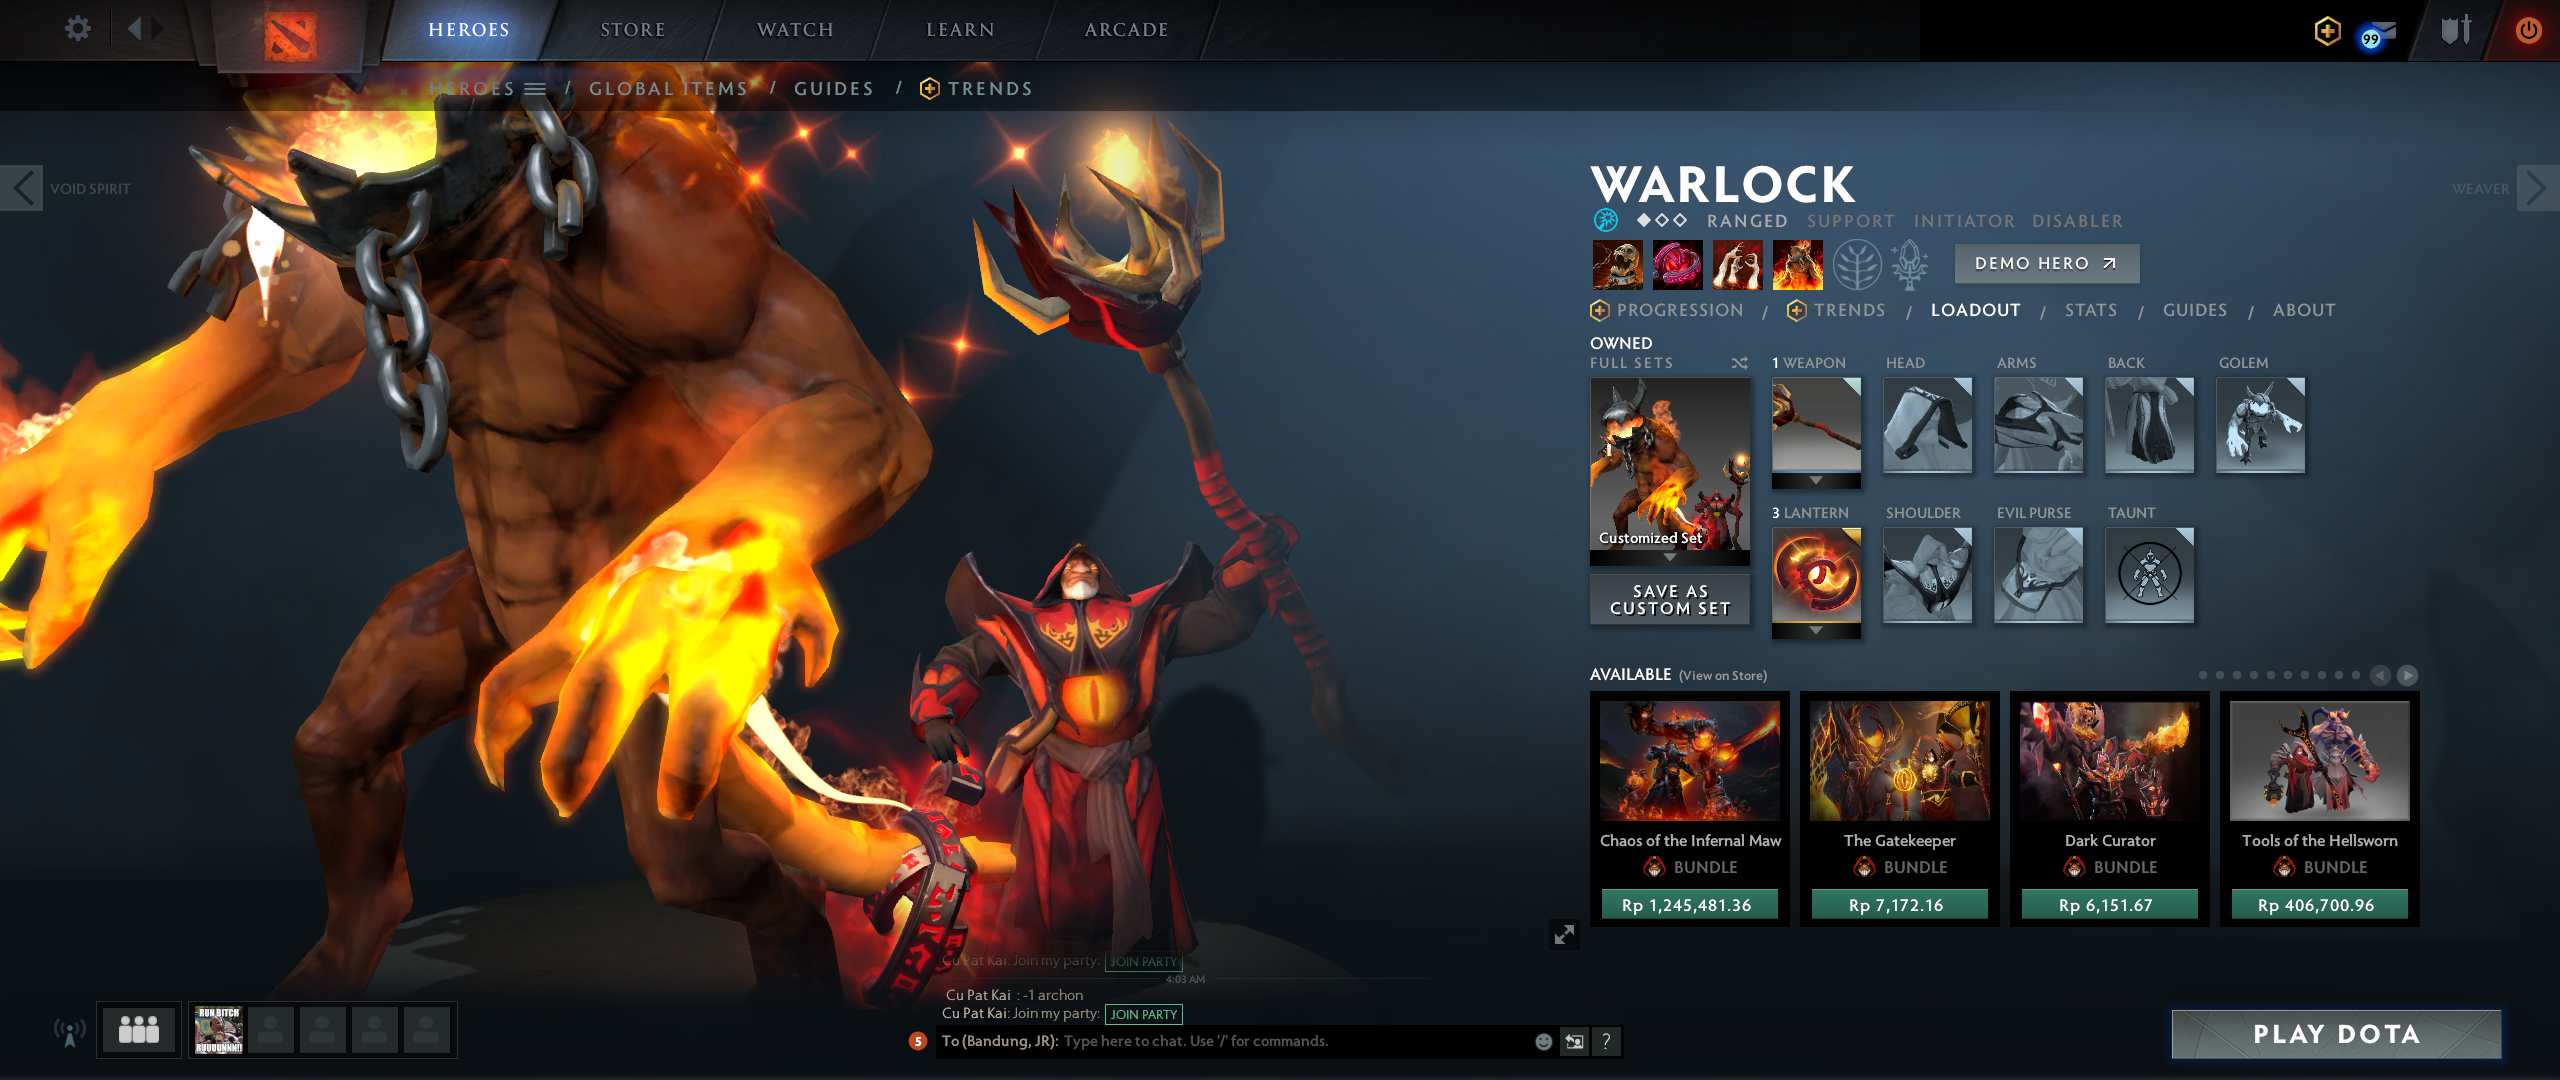 HEROES
STORE
WATCH
LEARN
ARCADE
99
HEROES / GLOBAL ITEMS / GUIDES / TRENDS
VOID SPIRIT
WEAVER
WARLOCK
RANGED SUPPORT INITIATOR DISABLER
DEMO HERO
PROGRESSION / TRENDS / LOADOUT / STATS / GUIDES / ABOUT
OWNED
FULL SETS
1 WEAPON
HEAD
ARMS
BACK
GOLEM
Customized Set
SAVE AS
CUSTOM SET
3 LANTERN
SHOULDER
EVIL PURSE
TAUNT
AVAILABLE (View on Store)
Chaos of the Infernal Maw
BUNDLE
Rp 1,245,481.36
The Gatekeeper
BUNDLE
Rp 7,172.16
Dark Curator
BUNDLE
Rp 6,151.67
Tools of the Hellsworn
BUNDLE
Rp 406,700.96
Cu Pat Kai: Join my party: JOIN PARTY
4:03 AM
Cu Pat Kai : -1 archon
Cu Pat Kai: Join my party: JOIN PARTY
5
To (Bandung, JR): Type here to chat. Use '/' for commands.
?
RUN BITCH
RUUUUNNN!!
PLAY DOTA